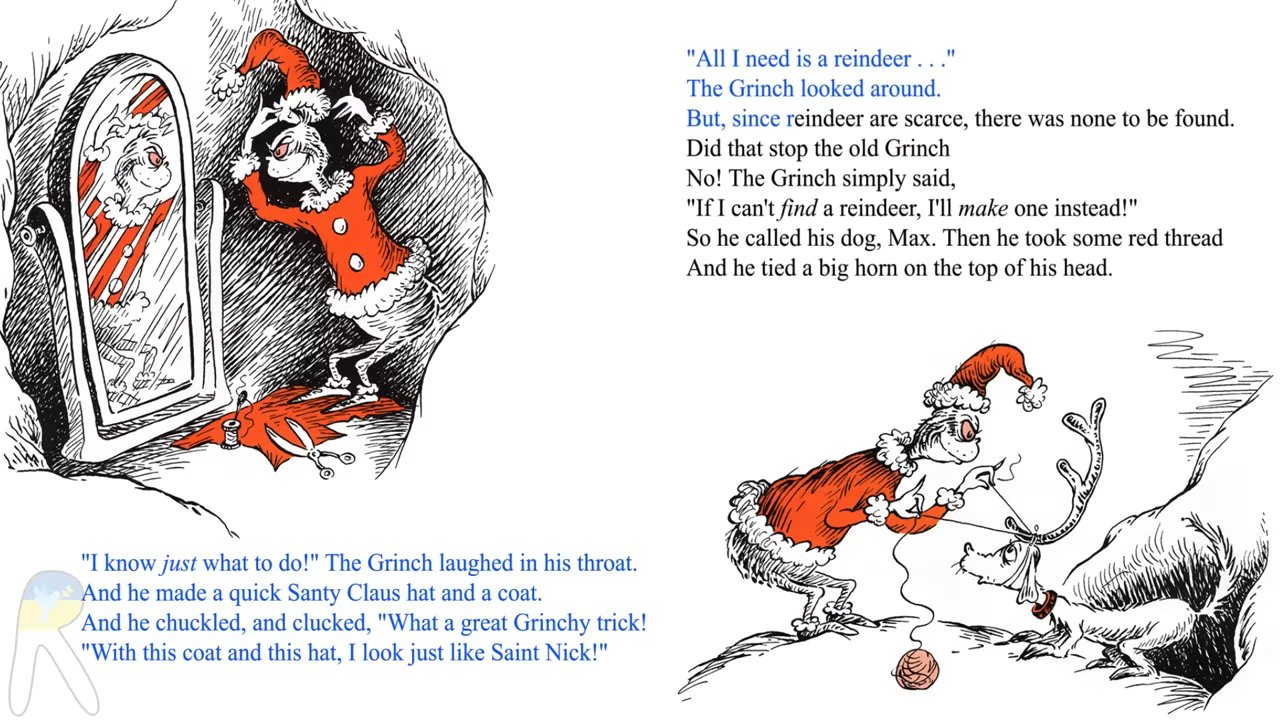 "I know just what to do!" The Grinch laughed in his throat.
And he made a quick Santy Claus hat and a coat.
And he chuckled, and clucked, "What a great Grinchy trick!
"With this coat and this hat, I look just like Saint Nick!"
"All I need is a reindeer . . ."
The Grinch looked around.
But, since reindeer are scarce, there was none to be found.
Did that stop the old Grinch
No! The Grinch simply said,
"If I can't find a reindeer, I'll make one instead!"
So he called his dog, Max. Then he took some red thread
And he tied a big horn on the top of his head.
R